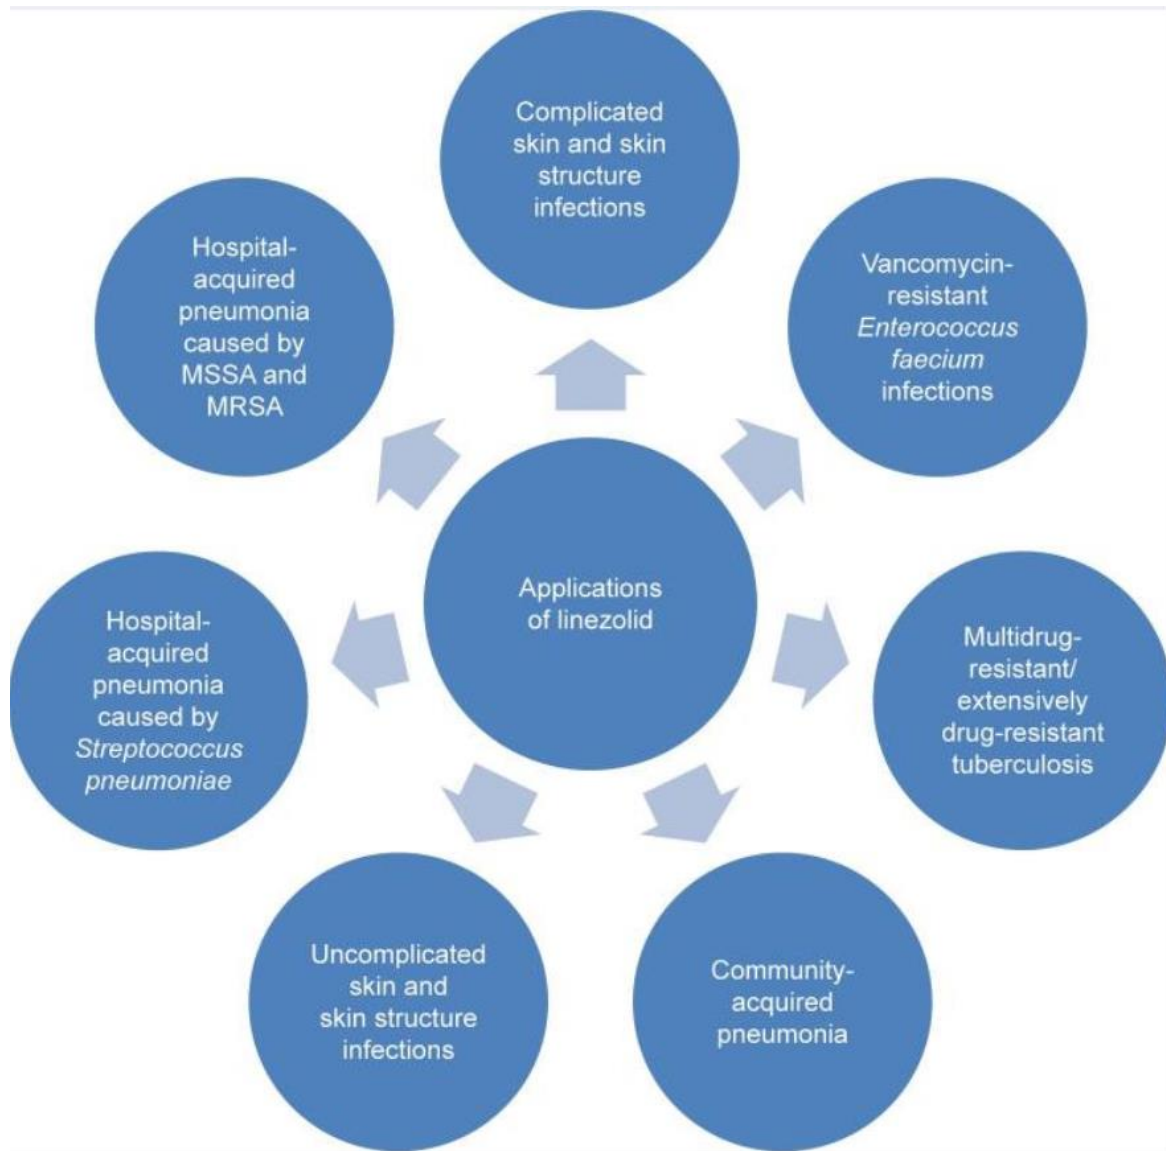 Complicated
skin and skin
structure
infections
Vancomycin-
resistant
Enterococcus
faecium
infections
Multidrug-
resistant/
extensively
drug-resistant
tuberculosis
Community-
acquired
pneumonia
Uncomplicated
skin and
skin structure
infections
Hospital-
acquired
pneumonia
caused by
Streptococcus
pneumoniae
Hospital-
acquired
pneumonia
caused by
MSSA and
MRSA
Applications
of linezolid